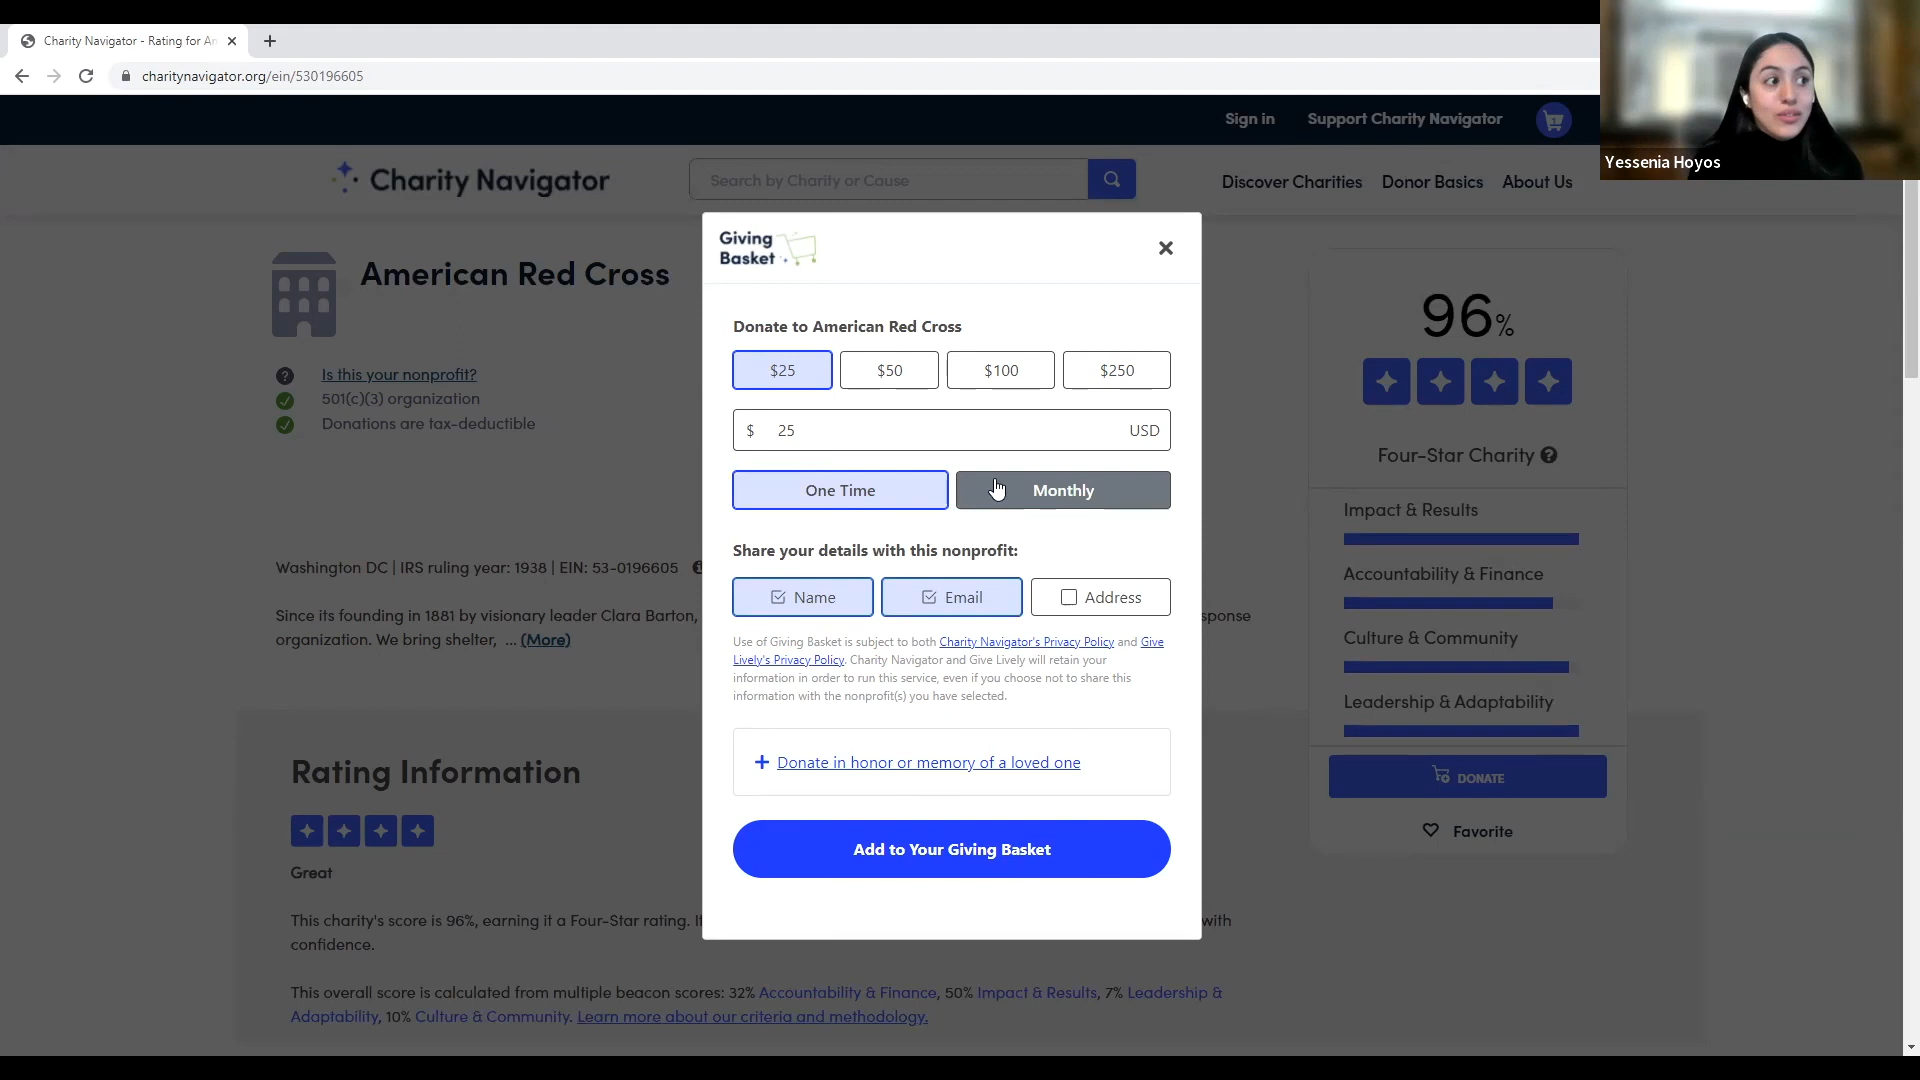 Charity Navigator - Rating for Am
charitynavigator.org/ein/530196605
Sign in
Support Charity Navigator
Yessenia Hoyos
Charity Navigator
Search by Charity or Cause
Discover Charities
Donor Basics
About Us
American Red Cross
Is this your nonprofit?
501(c)(3) organization
Donations are tax-deductible
Washington DC | IRS ruling year: 1938 | EIN: 53-0196605
Since its founding in 1881 by visionary leader Clara Barton,
sponse
organization. We bring shelter, ... (More)
Giving
Basket
Donate to American Red Cross
$25
$50
$100
$250
$ 25 USD
One Time
Monthly
Share your details with this nonprofit:
Name
Email
Address
Use of Giving Basket is subject to both Charity Navigator's Privacy Policy and Give
Lively's Privacy Policy. Charity Navigator and Give Lively will retain your
information in order to run this service, even if you choose not to share this
information with the nonprofit(s) you have selected.
+ Donate in honor or memory of a loved one
Add to Your Giving Basket
96%
Four-Star Charity
Impact & Results
Accountability & Finance
Culture & Community
Leadership & Adaptability
DONATE
Favorite
Rating Information
Great
This charity's score is 96%, earning it a Four-Star rating.
with
confidence.
This overall score is calculated from multiple beacon scores: 32% Accountability & Finance, 50% Impact & Results, 7% Leadership &
Adaptability, 10% Culture & Community. Learn more about our criteria and methodology.